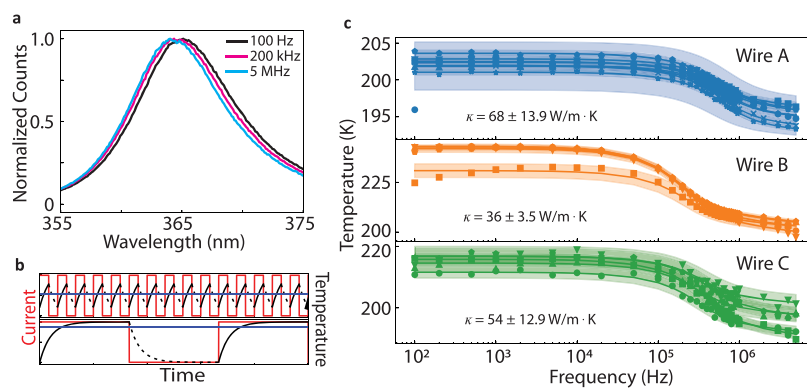 a
1.0
0.5
0
Normalized Counts
100 Hz
200 kHz
5 MHz
355
365
375
Wavelength (nm)
b
Current
Temperature
Time
c
205
200
195
Wire A
κ = 68 ± 13.9 W/m · K
225
200
Wire B
κ = 36 ± 3.5 W/m · K
220
200
Wire C
κ = 54 ± 12.9 W/m · K
Temperature (K)
10²
10³
10⁴
10⁵
10⁶
Frequency (Hz)